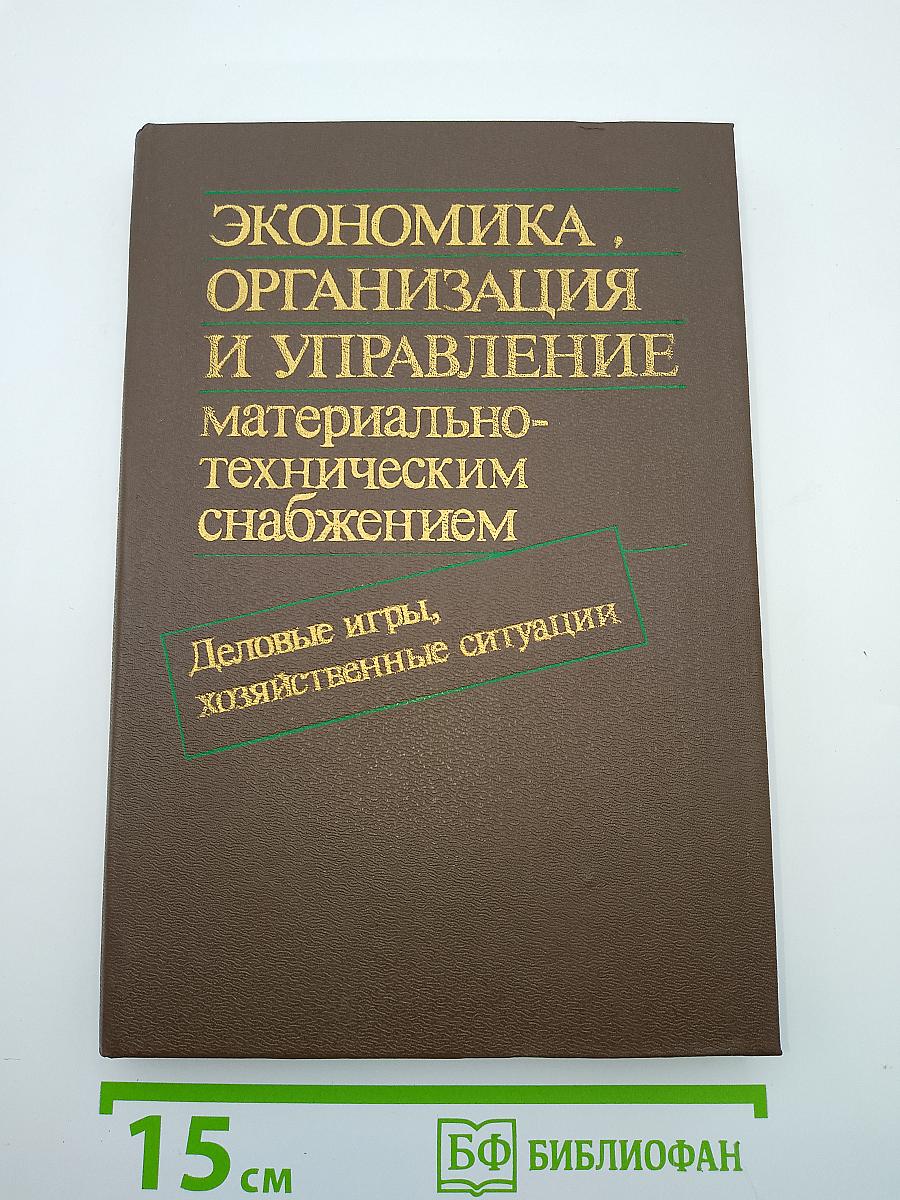 ЭКОНОМИКА,
ОРГАНИЗАЦИЯ
И УПРАВЛЕНИЕ
материально-
техническим
снабжением
Деловые игры,
хозяйственные ситуации
15 см
БФ БИБЛИОФАН